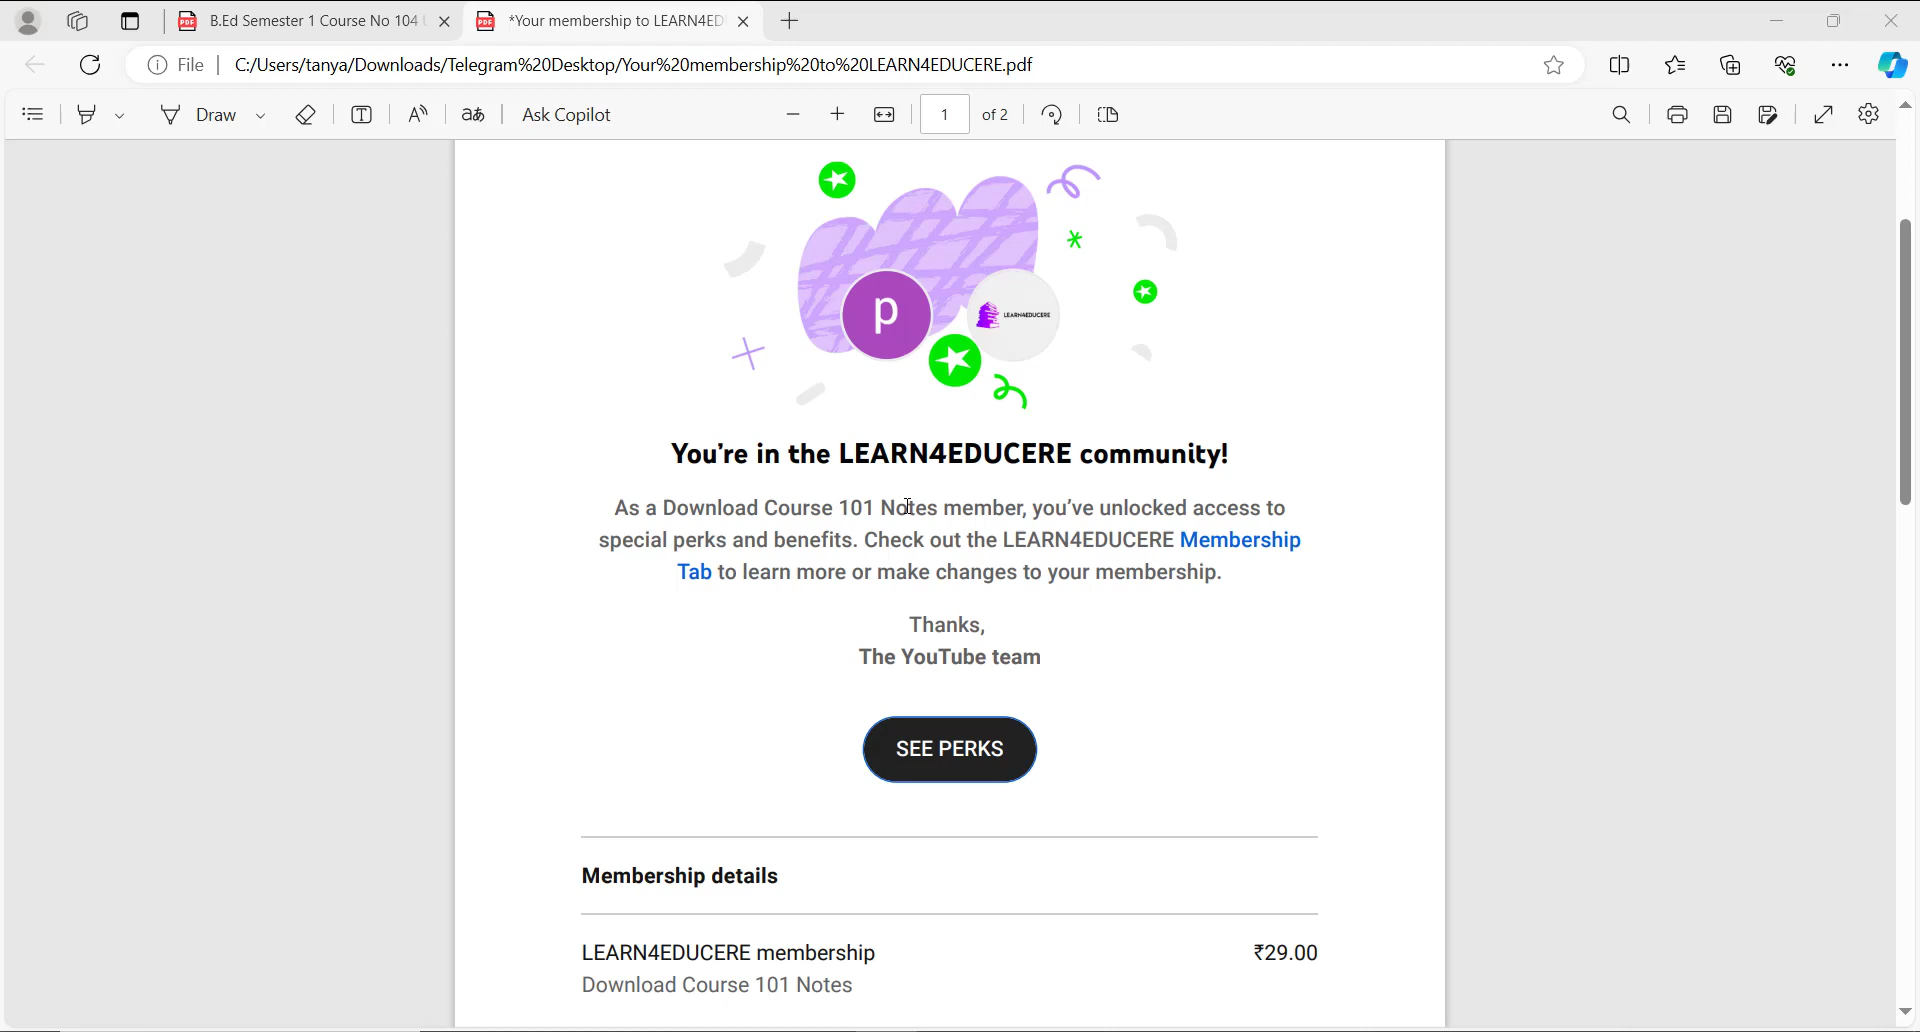 B.Ed Semester 1 Course No 104
*Your membership to LEARN4ED
File
C:/Users/tanya/Downloads/Telegram%20Desktop/Your%20membership%20to%20LEARN4EDUCERE.pdf
Draw
T
A
aあ
Ask Copilot
1 of 2
p
LEARN4EDUCERE
You're in the LEARN4EDUCERE community!
As a Download Course 101 Notes member, you've unlocked access to
special perks and benefits. Check out the LEARN4EDUCERE Membership
Tab to learn more or make changes to your membership.
Thanks,
The YouTube team
SEE PERKS
Membership details
LEARN4EDUCERE membership ₹29.00
Download Course 101 Notes